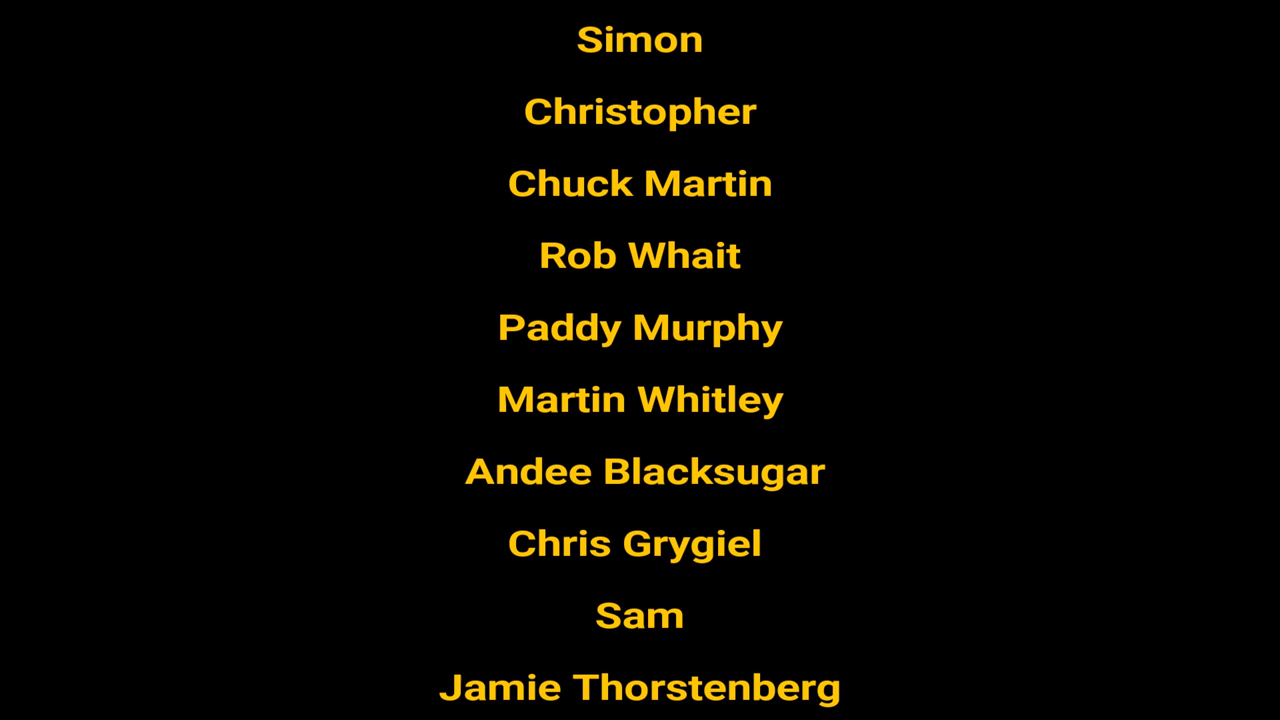 Simon
Christopher
Chuck Martin
Rob Whait
Paddy Murphy
Martin Whitley
Andee Blacksugar
Chris Grygiel
Sam
Jamie Thorstenberg